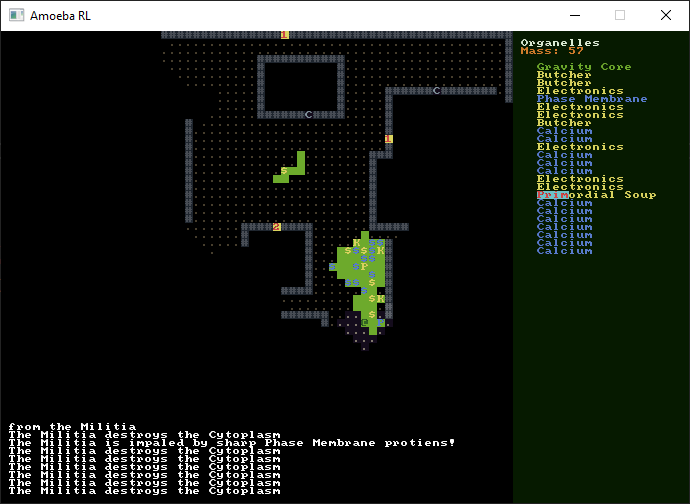 Amoeba RL
Organelles
Mass: 57
Gravity Core
Butcher
Butcher
Electronics
Phase Membrane
Electronics
Electronics
Butcher
Calcium
Calcium
Electronics
Calcium
Calcium
Calcium
Electronics
Electronics
Primordial Soup
Calcium
Calcium
Calcium
Calcium
Calcium
Calcium
Calcium
from the Militia
The Militia destroys the Cytoplasm
The Militia is impaled by sharp Phase Membrane protiens!
The Militia destroys the Cytoplasm
The Militia destroys the Cytoplasm
The Militia destroys the Cytoplasm
The Militia destroys the Cytoplasm
The Militia destroys the Cytoplasm
The Militia destroys the Cytoplasm